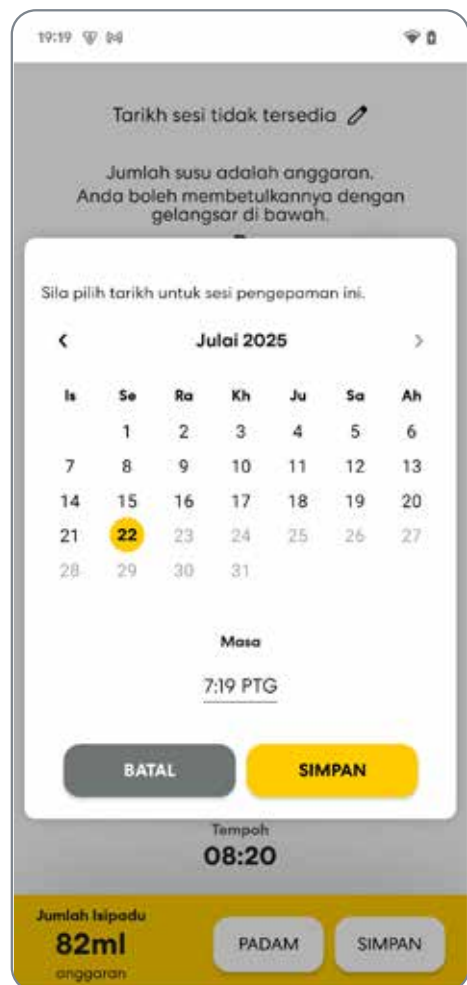 19:19
Tarikh sesi tidak tersedia
Jumlah susu adalah anggaran.
Anda boleh membetulkannya dengan
gelangsar di bawah.
Sila pilih tarikh untuk sesi pengepaman ini.
Julai 2025
Is Se Ra Kh Ju Sa Ah
1 2 3 4 5 6
7 8 9 10 11 12 13
14 15 16 17 18 19 20
21 22 23 24 25 26 27
28 29 30 31
Masa
7:19 PTG
BATAL SIMPAN
Tempoh
08:20
Jumlah Isipadu
82ml
anggaran
PADAM SIMPAN